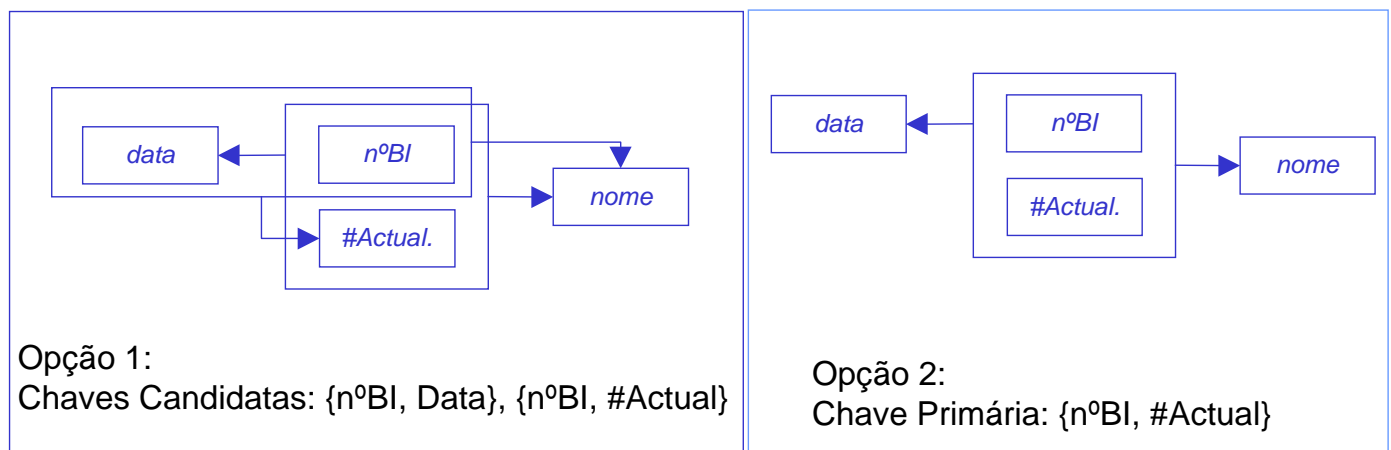 data
nºBI
nome
#Actual.
Opção 1:
Chaves Candidatas: {nºBI, Data}, {nºBI, #Actual}
data
nºBI
nome
#Actual.
Opção 2:
Chave Primária: {nºBI, #Actual}